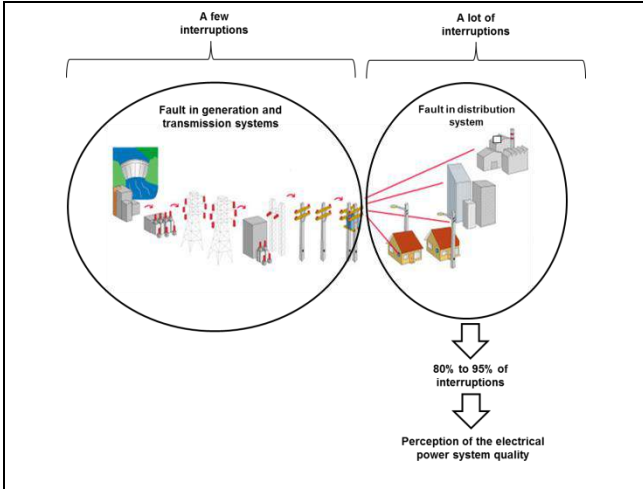 A few
interruptions
A lot of
interruptions
Fault in generation and
transmission systems
Fault in distribution
system
80% to 95% of
interruptions
Perception of the electrical
power system quality